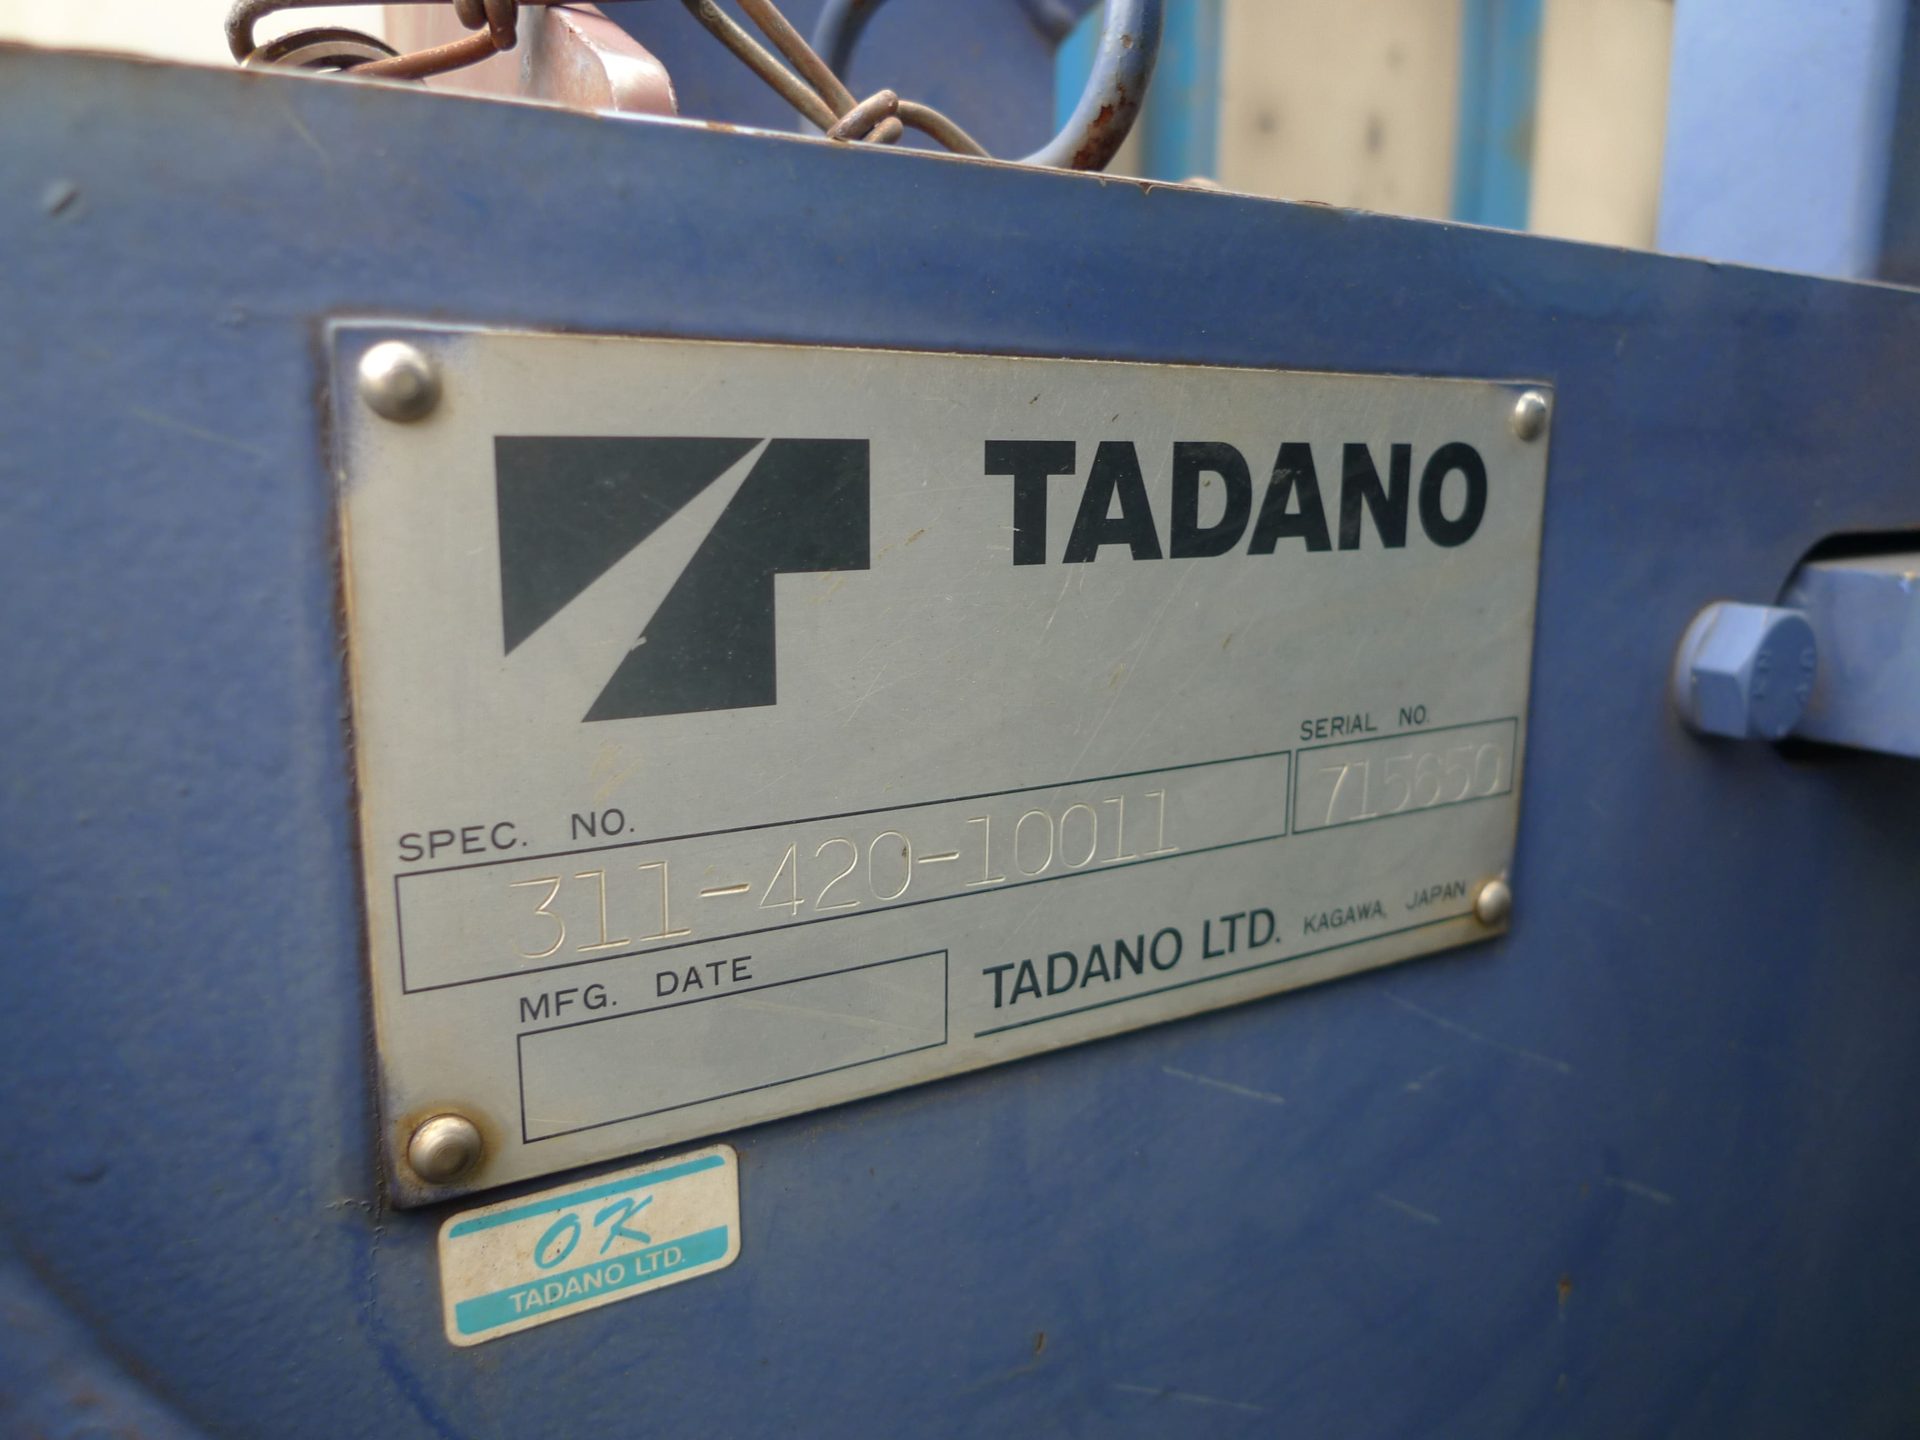 TADANO
SPEC. NO.
311-420-10011
SERIAL NO.
715650
MFG. DATE
TADANO LTD. KAGAWA, JAPAN
OK
TADANO LTD.